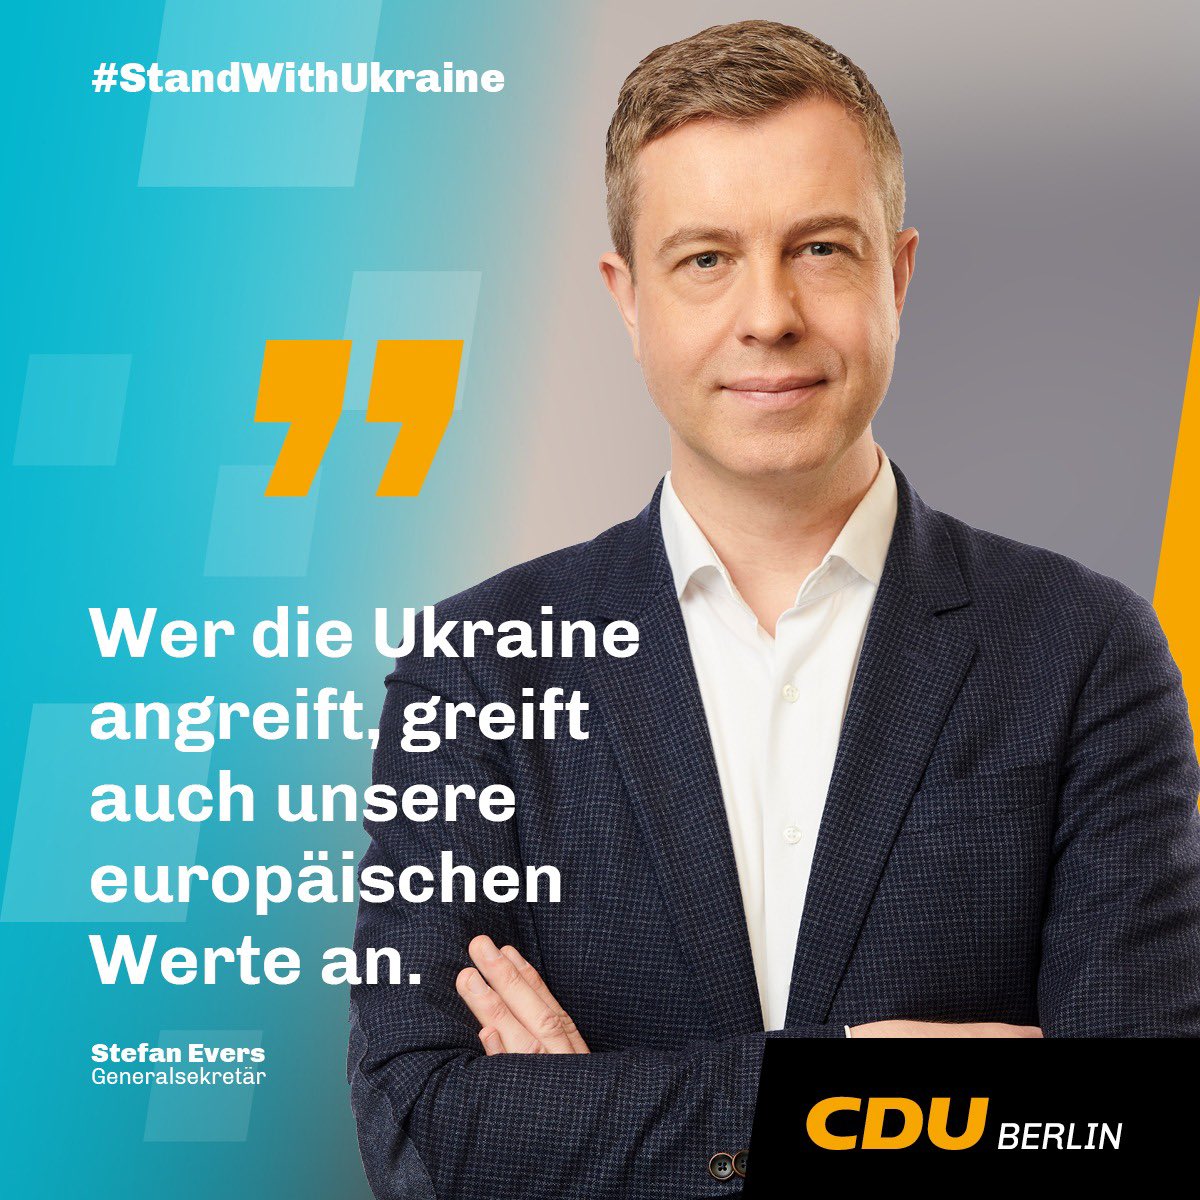 #StandWithUkraine
”
Wer die Ukraine
angreift, greift
auch unsere
europäischen
Werte an.
Stefan Evers
Generalsekretär
CDU BERLIN